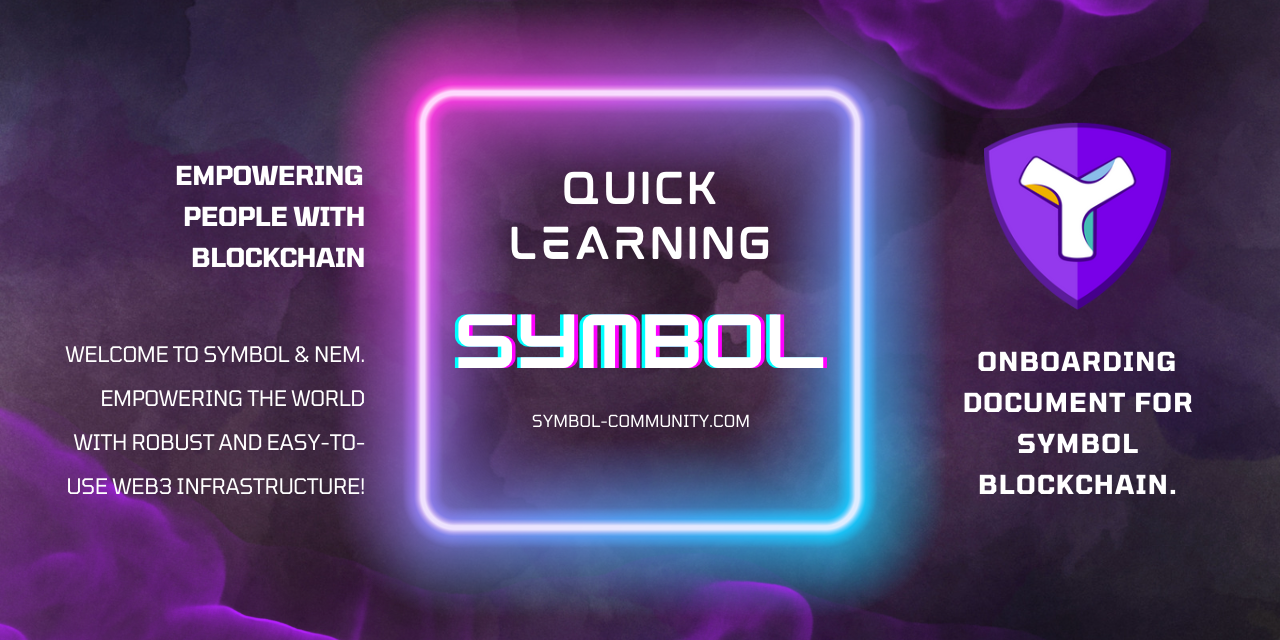 EMPOWERING
PEOPLE WITH
BLOCKCHAIN
WELCOME TO SYMBOL & NEM.
EMPOWERING THE WORLD
WITH ROBUST AND EASY-TO-
USE WEB3 INFRASTRUCTURE!
QUICK
LEARNING
SYMBOL
SYMBOL-COMMUNITY.COM
ONBOARDING
DOCUMENT FOR
SYMBOL
BLOCKCHAIN.